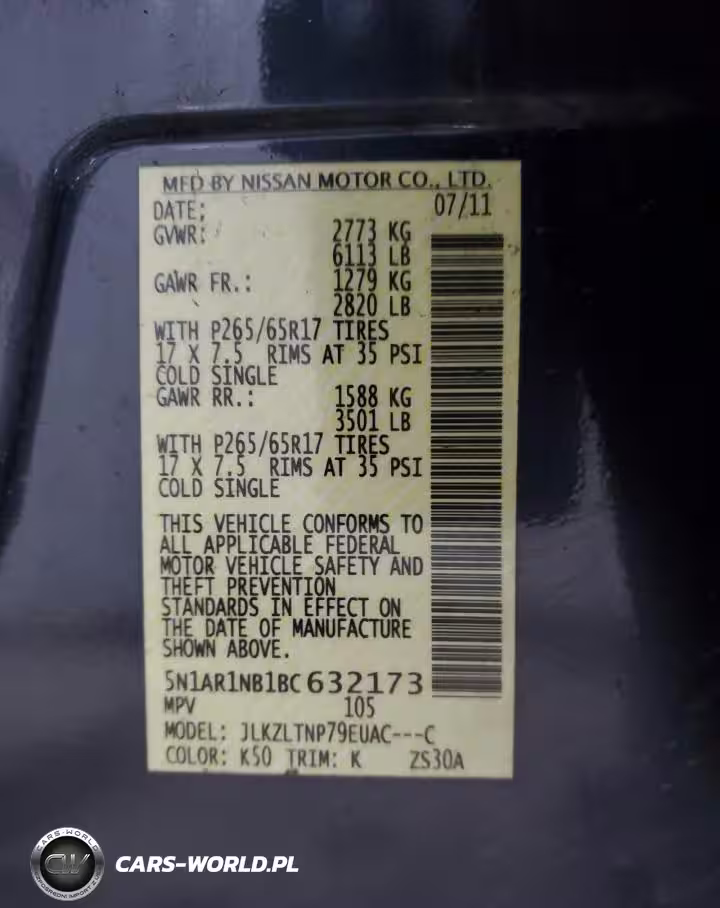 MFD BY NISSAN MOTOR CO., LTD.
DATE; 07/11
GVWR: 2773 KG
6113 LB
GAWR FR.: 1279 KG
2820 LB
WITH P265/65R17 TIRES
17 X 7.5 RIMS AT 35 PSI
COLD SINGLE
GAWR RR.: 1588 KG
3501 LB
WITH P265/65R17 TIRES
17 X 7.5 RIMS AT 35 PSI
COLD SINGLE
THIS VEHICLE CONFORMS TO
ALL APPLICABLE FEDERAL
MOTOR VEHICLE SAFETY AND
THEFT PREVENTION
STANDARDS IN EFFECT ON
THE DATE OF MANUFACTURE
SHOWN ABOVE.
5N1AR1NB1BC632173
MPV 105
MODEL: JLKZLTNP79EUAC---C
COLOR: K50 TRIM: K ZS30A
CARS-WORLD
CW
CARS-WORLD.PL